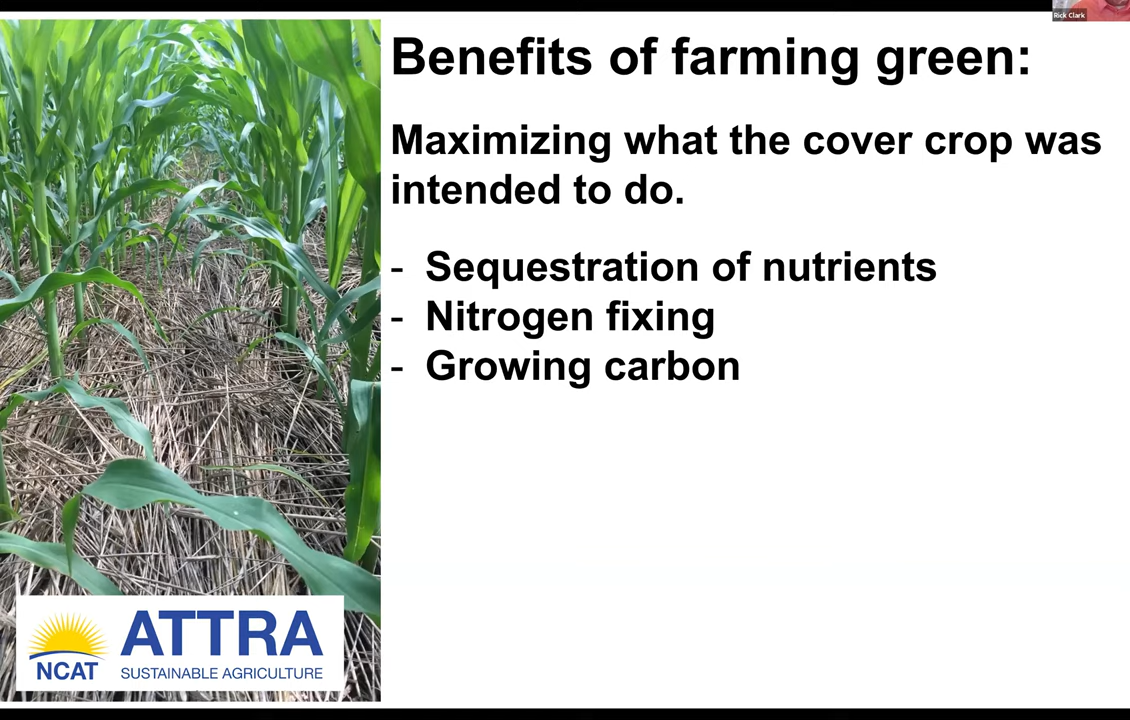 Rick Clark
Benefits of farming green:
Maximizing what the cover crop was
intended to do.
- Sequestration of nutrients
- Nitrogen fixing
- Growing carbon
NCAT
ATTRA
SUSTAINABLE AGRICULTURE